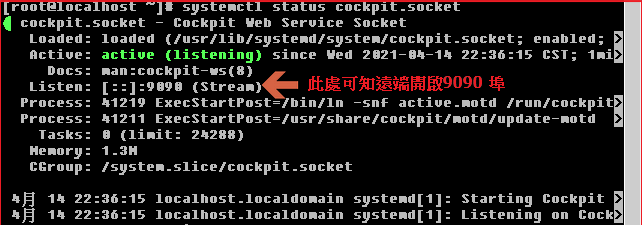 [root@localhost ~]# systemctl status cockpit.socket
cockpit.socket - Cockpit Web Service Socket
Loaded: loaded (/usr/lib/systemd/system/cockpit.socket; enabled; >
Active: active (listening) since Wed 2021-04-14 22:36:15 CST; 1mi>
Docs: man:cockpit-ws(8)
Listen: [::]:9090 (Stream) 此處可知遠端開啟9090 埠
Process: 41219 ExecStartPost=/bin/ln -snf active.motd /run/cockpit>
Process: 41211 ExecStartPost=/usr/share/cockpit/motd/update-motd >
Tasks: 0 (limit: 24288)
Memory: 1.3M
CGroup: /system.slice/cockpit.socket
4月 14 22:36:15 localhost.localdomain systemd[1]: Starting Cockpit >
4月 14 22:36:15 localhost.localdomain systemd[1]: Listening on Cock>